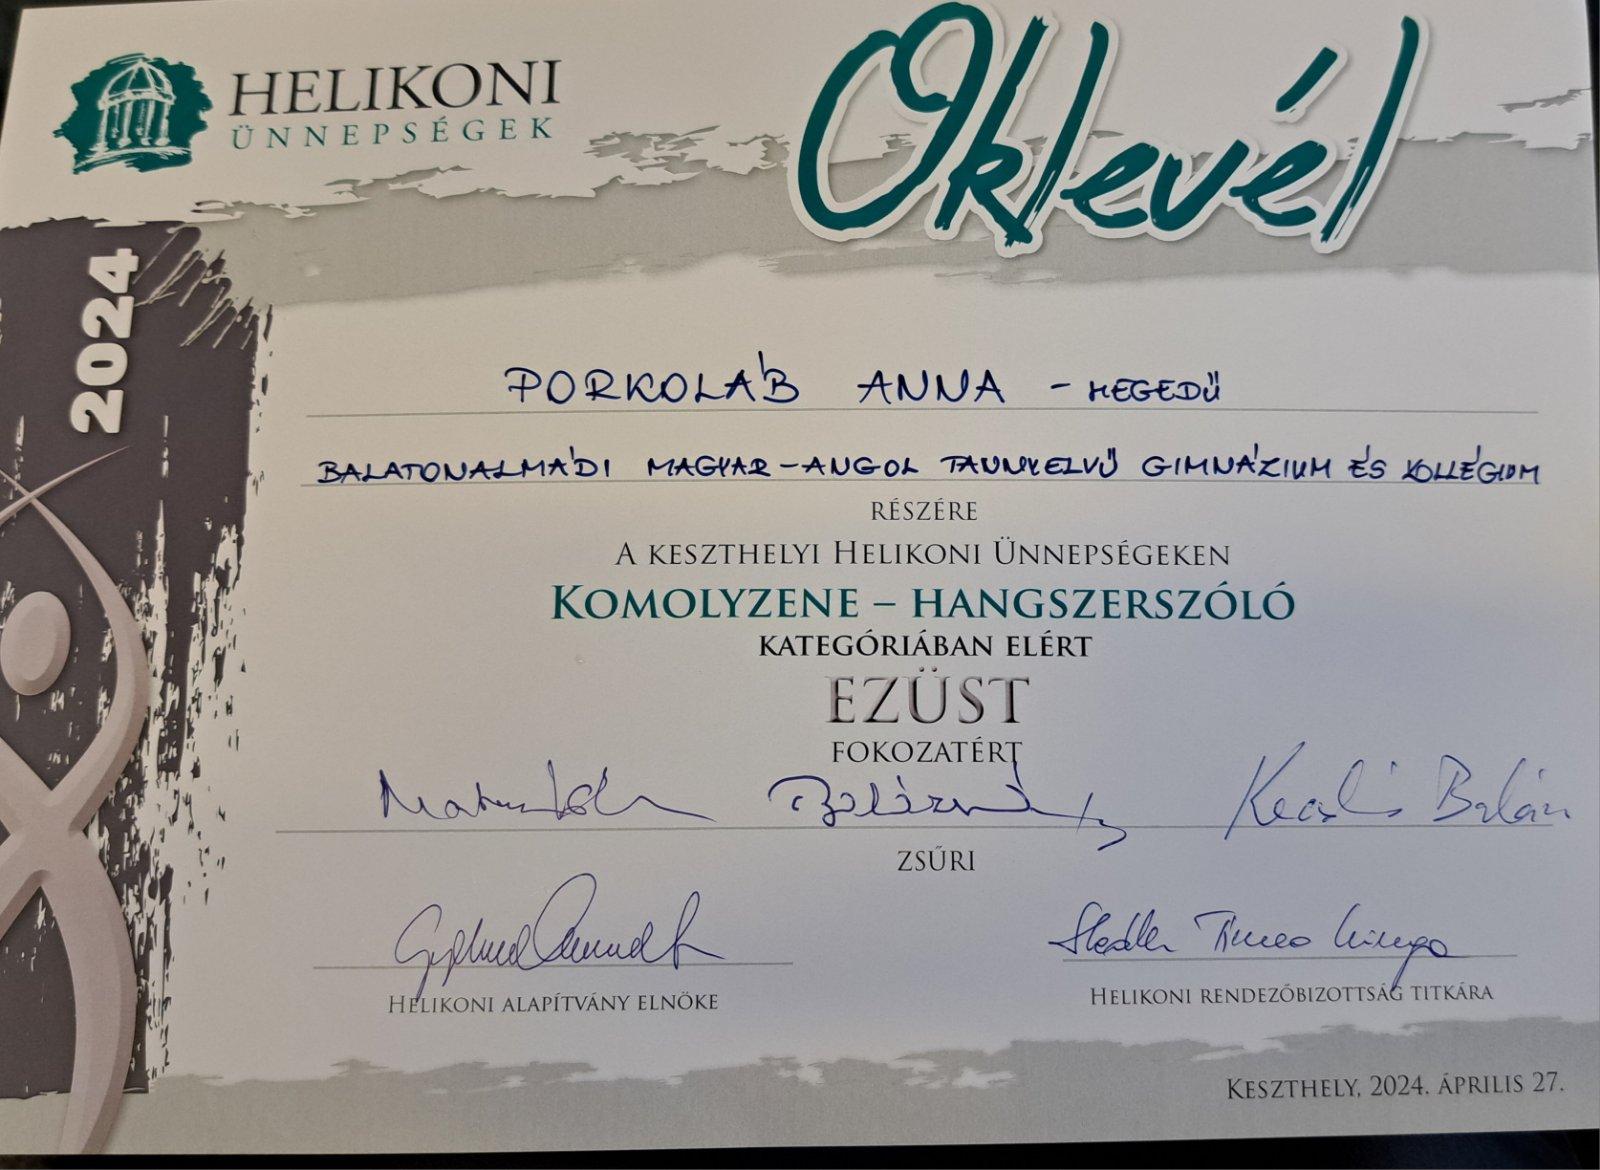 HELIKONI
ÜNNEPSÉGEK
Oklevél
2024
PORKOLÁB ANNA - HEGEDŰ
BALATONALMÁDI MAGYAR-ANGOL TANNYELVŰ GIMNÁZIUM ÉS KOLLÉGIUM
RÉSZÉRE
A KESZTHELYI HELIKONI ÜNNEPSÉGEKEN
KOMOLYZENE – HANGSZERSZÓLÓ
KATEGÓRIÁBAN ELÉRT
EZÜST
FOKOZATÉRT
ZSŰRI
HELIKONI ALAPÍTVÁNY ELNÖKE
HELIKONI RENDEZŐBIZOTTSÁG TITKÁRA
KESZTHELY, 2024. ÁPRILIS 27.